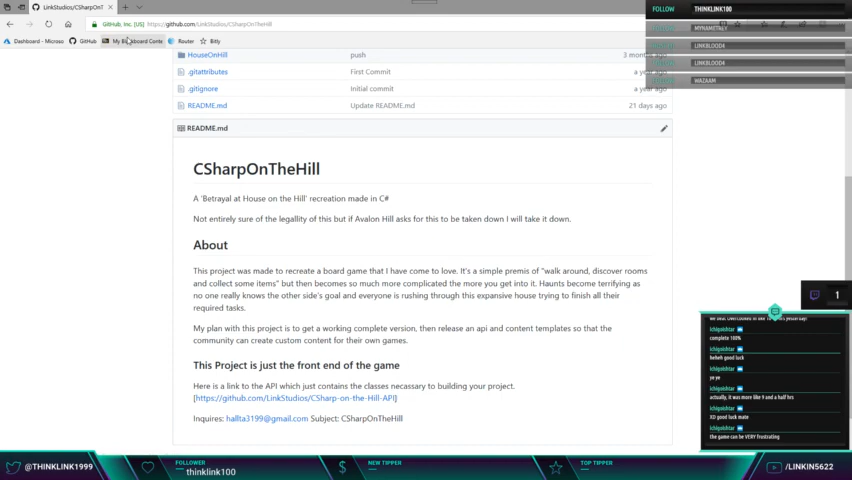 LinkStudios/CSharpOnT
GitHub, Inc. [US] https://github.com/LinkStudios/CSharpOnTheHill
FOLLOW THINKLINK100
Dashboard - Microso GitHub My Blackboard Conte Router Bitly
LINKBLOOD4
LINKBLOOD4
WAZAAM
HouseOnHill push 3 months ago
.gitattributes First Commit a year ago
.gitignore Initial commit a year ago
README.md Update README.md 21 days ago
README.md
CSharpOnTheHill
A 'Betrayal at House on the Hill' recreation made in C#
Not entirely sure of the legallity of this but if Avalon Hill asks for this to be taken down I will take it down.
About
This project was made to recreate a board game that I have come to love. It's a simple premis of "walk around, discover rooms
and collect some items" but then becomes so much more complicated the more you get into it. Haunts become terrifying as
no one really knows the other side's goal and everyone is rushing through this expansive house trying to finish all their
required tasks.
My plan with this project is to get a working complete version, then release an api and content templates so that the
community can create custom content for their own games.
This Project is just the front end of the game
Here is a link to the API which just contains the classes necassary to building your project.
[https://github.com/LinkStudios/CSharp-on-the-Hill-API]
Inquires: hallta3199@gmail.com Subject: CSharpOnTheHill
1
ichigoishtar
complete 100%
ichigoishtar
heheh good luck
ichigoishtar
ye ye
ichigoishtar
actually, it was more like 9 and a half hrs
ichigoishtar
XD good luck mate
ichigoishtar
the game can be VERY frustrating
@THINKLINK1999
FOLLOWER
thinklink100
NEW TIPPER
TOP TIPPER
/LINKIN5622